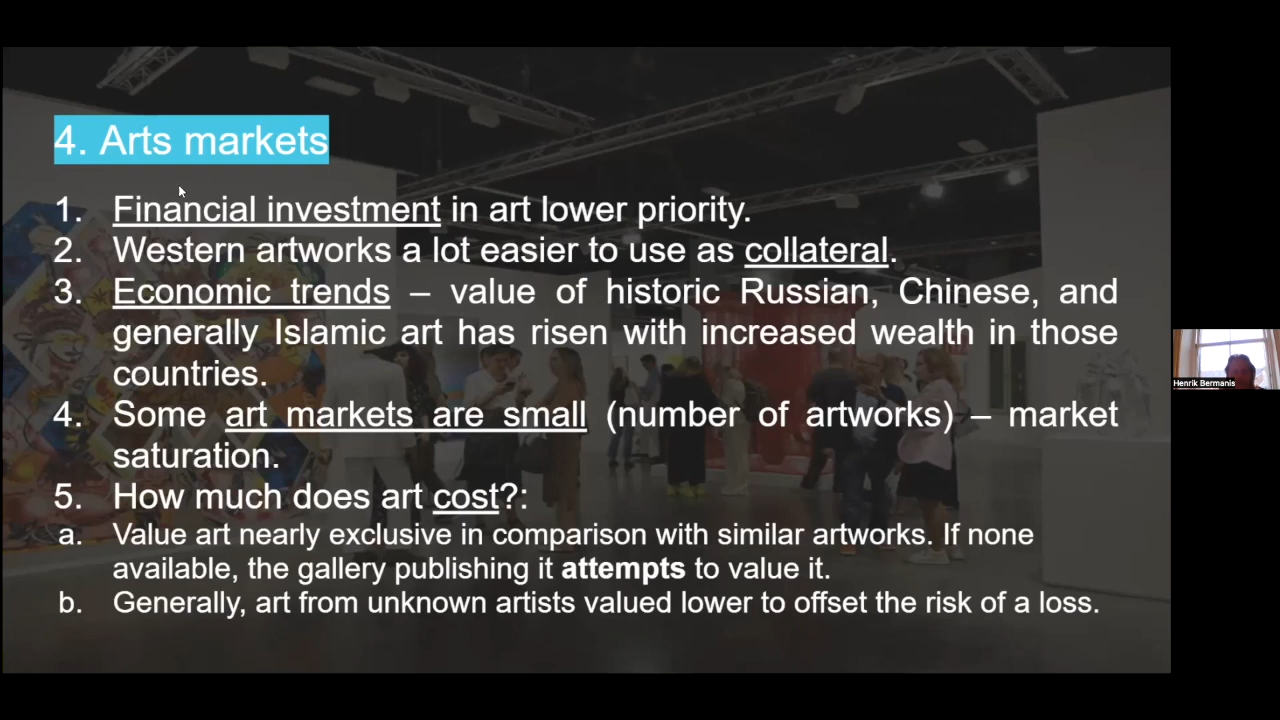 4. Arts markets
1. Financial investment in art lower priority.
2. Western artworks a lot easier to use as collateral.
3. Economic trends – value of historic Russian, Chinese, and
generally Islamic art has risen with increased wealth in those
countries.
4. Some art markets are small (number of artworks) – market
saturation.
5. How much does art cost?:
a. Value art nearly exclusive in comparison with similar artworks. If none
available, the gallery publishing it attempts to value it.
b. Generally, art from unknown artists valued lower to offset the risk of a loss.
Henrik Bermanis